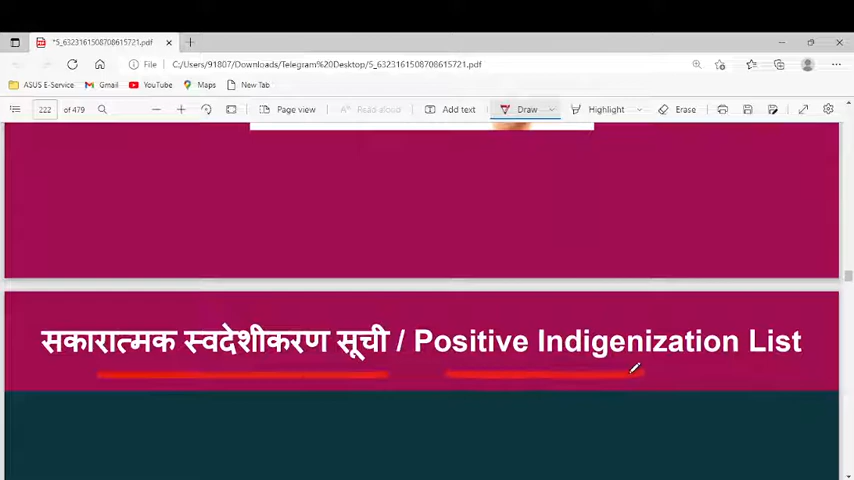 *5_6323161508708615721.pdf
File C:/Users/91807/Downloads/Telegram%20Desktop/5_6323161508708615721.pdf
ASUS E-Service Gmail YouTube Maps New Tab
222 of 479 Page view Read aloud Add text Draw Highlight Erase
सकारात्मक स्वदेशीकरण सूची / Positive Indigenization List